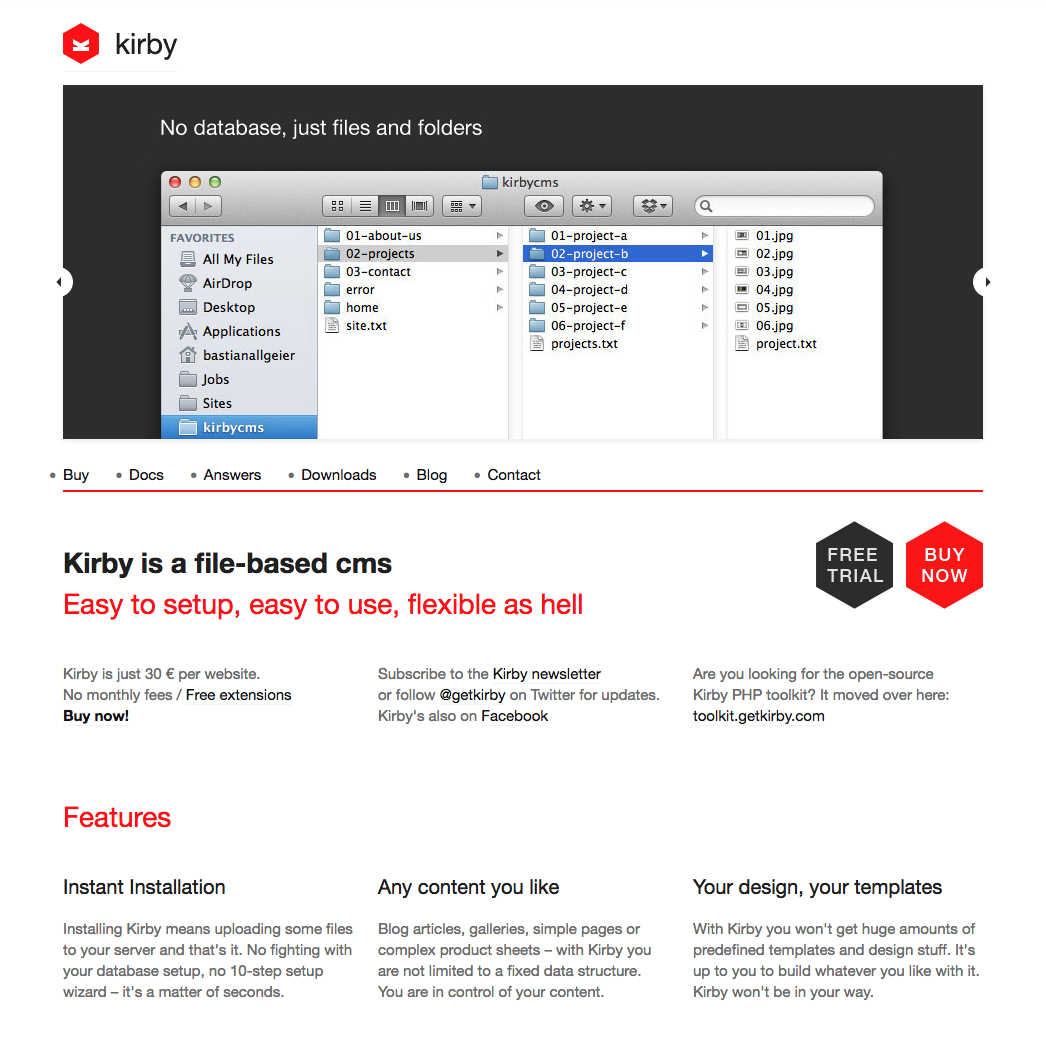 kirby
No database, just files and folders
kirbycms
FAVORITES
All My Files
AirDrop
Desktop
Applications
bastianallgeier
Jobs
Sites
kirbycms
01-about-us
02-projects
03-contact
error
home
site.txt
01-project-a
02-project-b
03-project-c
04-project-d
05-project-e
06-project-f
projects.txt
01.jpg
02.jpg
03.jpg
04.jpg
05.jpg
06.jpg
project.txt
• Buy • Docs • Answers • Downloads • Blog • Contact
Kirby is a file-based cms
Easy to setup, easy to use, flexible as hell
FREE
TRIAL
BUY
NOW
Kirby is just 30 € per website.
No monthly fees / Free extensions
Buy now!
Subscribe to the Kirby newsletter
or follow @getkirby on Twitter for updates.
Kirby's also on Facebook
Are you looking for the open-source
Kirby PHP toolkit? It moved over here:
toolkit.getkirby.com
Features
Instant Installation
Installing Kirby means uploading some files
to your server and that's it. No fighting with
your database setup, no 10-step setup
wizard – it's a matter of seconds.
Any content you like
Blog articles, galleries, simple pages or
complex product sheets – with Kirby you
are not limited to a fixed data structure.
You are in control of your content.
Your design, your templates
With Kirby you won't get huge amounts of
predefined templates and design stuff. It's
up to you to build whatever you like with it.
Kirby won't be in your way.